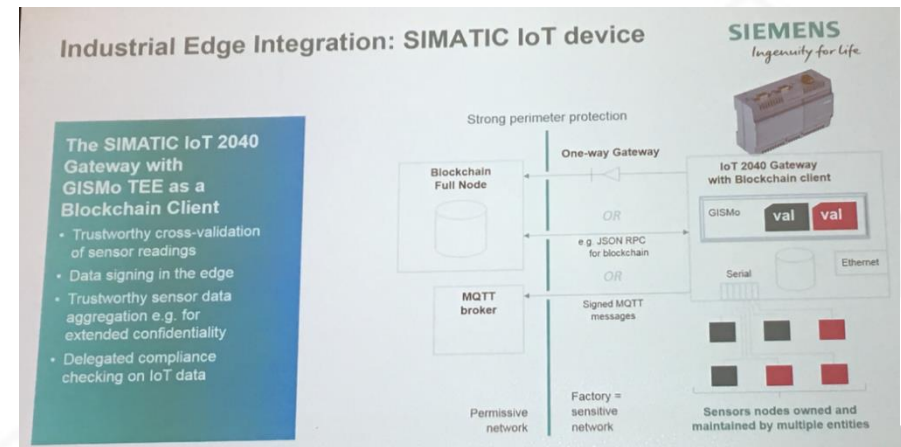 Industrial Edge Integration: SIMATIC IoT device
SIEMENS
Ingenuity for life
The SIMATIC IoT 2040
Gateway with
GISMo TEE as a
Blockchain Client
• Trustworthy cross-validation
of sensor readings
• Data signing in the edge
• Trustworthy sensor data
aggregation e.g. for
extended confidentiality
• Delegated compliance
checking on IoT data
Strong perimeter protection
Blockchain
Full Node
One-way Gateway
OR
e.g. JSON RPC
for blockchain
OR
MQTT
broker
Signed MQTT
messages
Permissive
network
Factory =
sensitive
network
IoT 2040 Gateway
with Blockchain client
GISMo
val
val
Ethernet
Serial
Sensors nodes owned and
maintained by multiple entities